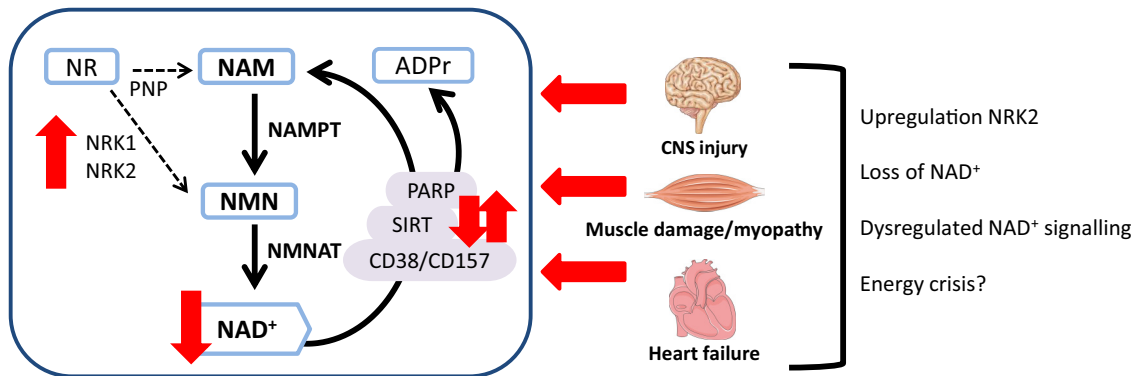 NR
NAM
ADPr
PNP
NAMPT
NRK1
NRK2
NMN
PARP
SIRT
CD38/CD157
NMNAT
NAD⁺
CNS injury
Muscle damage/myopathy
Heart failure
Upregulation NRK2
Loss of NAD⁺
Dysregulated NAD⁺ signalling
Energy crisis?